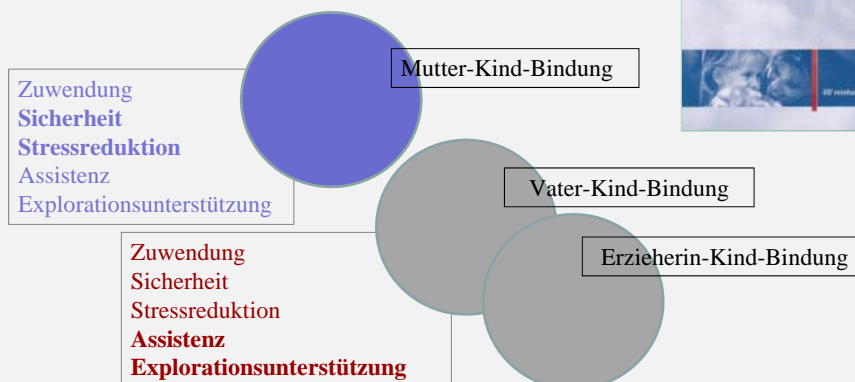 Mutter-Kind-Bindung
Zuwendung
Sicherheit
Stressreduktion
Assistenz
Explorationsunterstützung
Vater-Kind-Bindung
Erzieherin-Kind-Bindung
Zuwendung
Sicherheit
Stressreduktion
Assistenz
Explorationsunterstützung